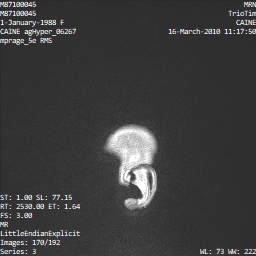 M87100045
M87100045
1-January-1988 F
CAINE agHyper_06267
mprage_5e RMS
MRN
TrioTim
CAINE
16-March-2010 11:17:50
ST: 1.00 SL: 77.15
RT: 2530.00 ET: 1.64
FS: 3.00
MR
LittleEndianExplicit
Images: 170/192
Series: 3
WL: 73 WW: 222